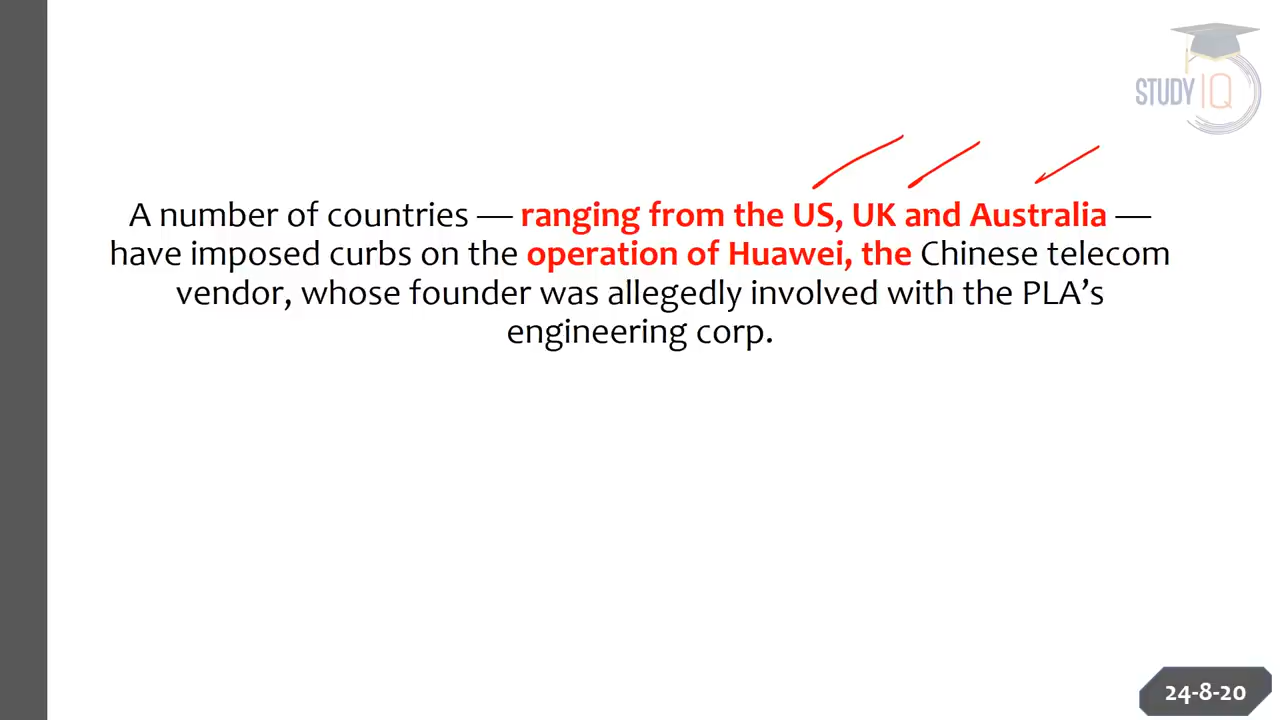 STUDY IQ
A number of countries — ranging from the US, UK and Australia —
have imposed curbs on the operation of Huawei, the Chinese telecom
vendor, whose founder was allegedly involved with the PLA’s
engineering corp.
24-8-20